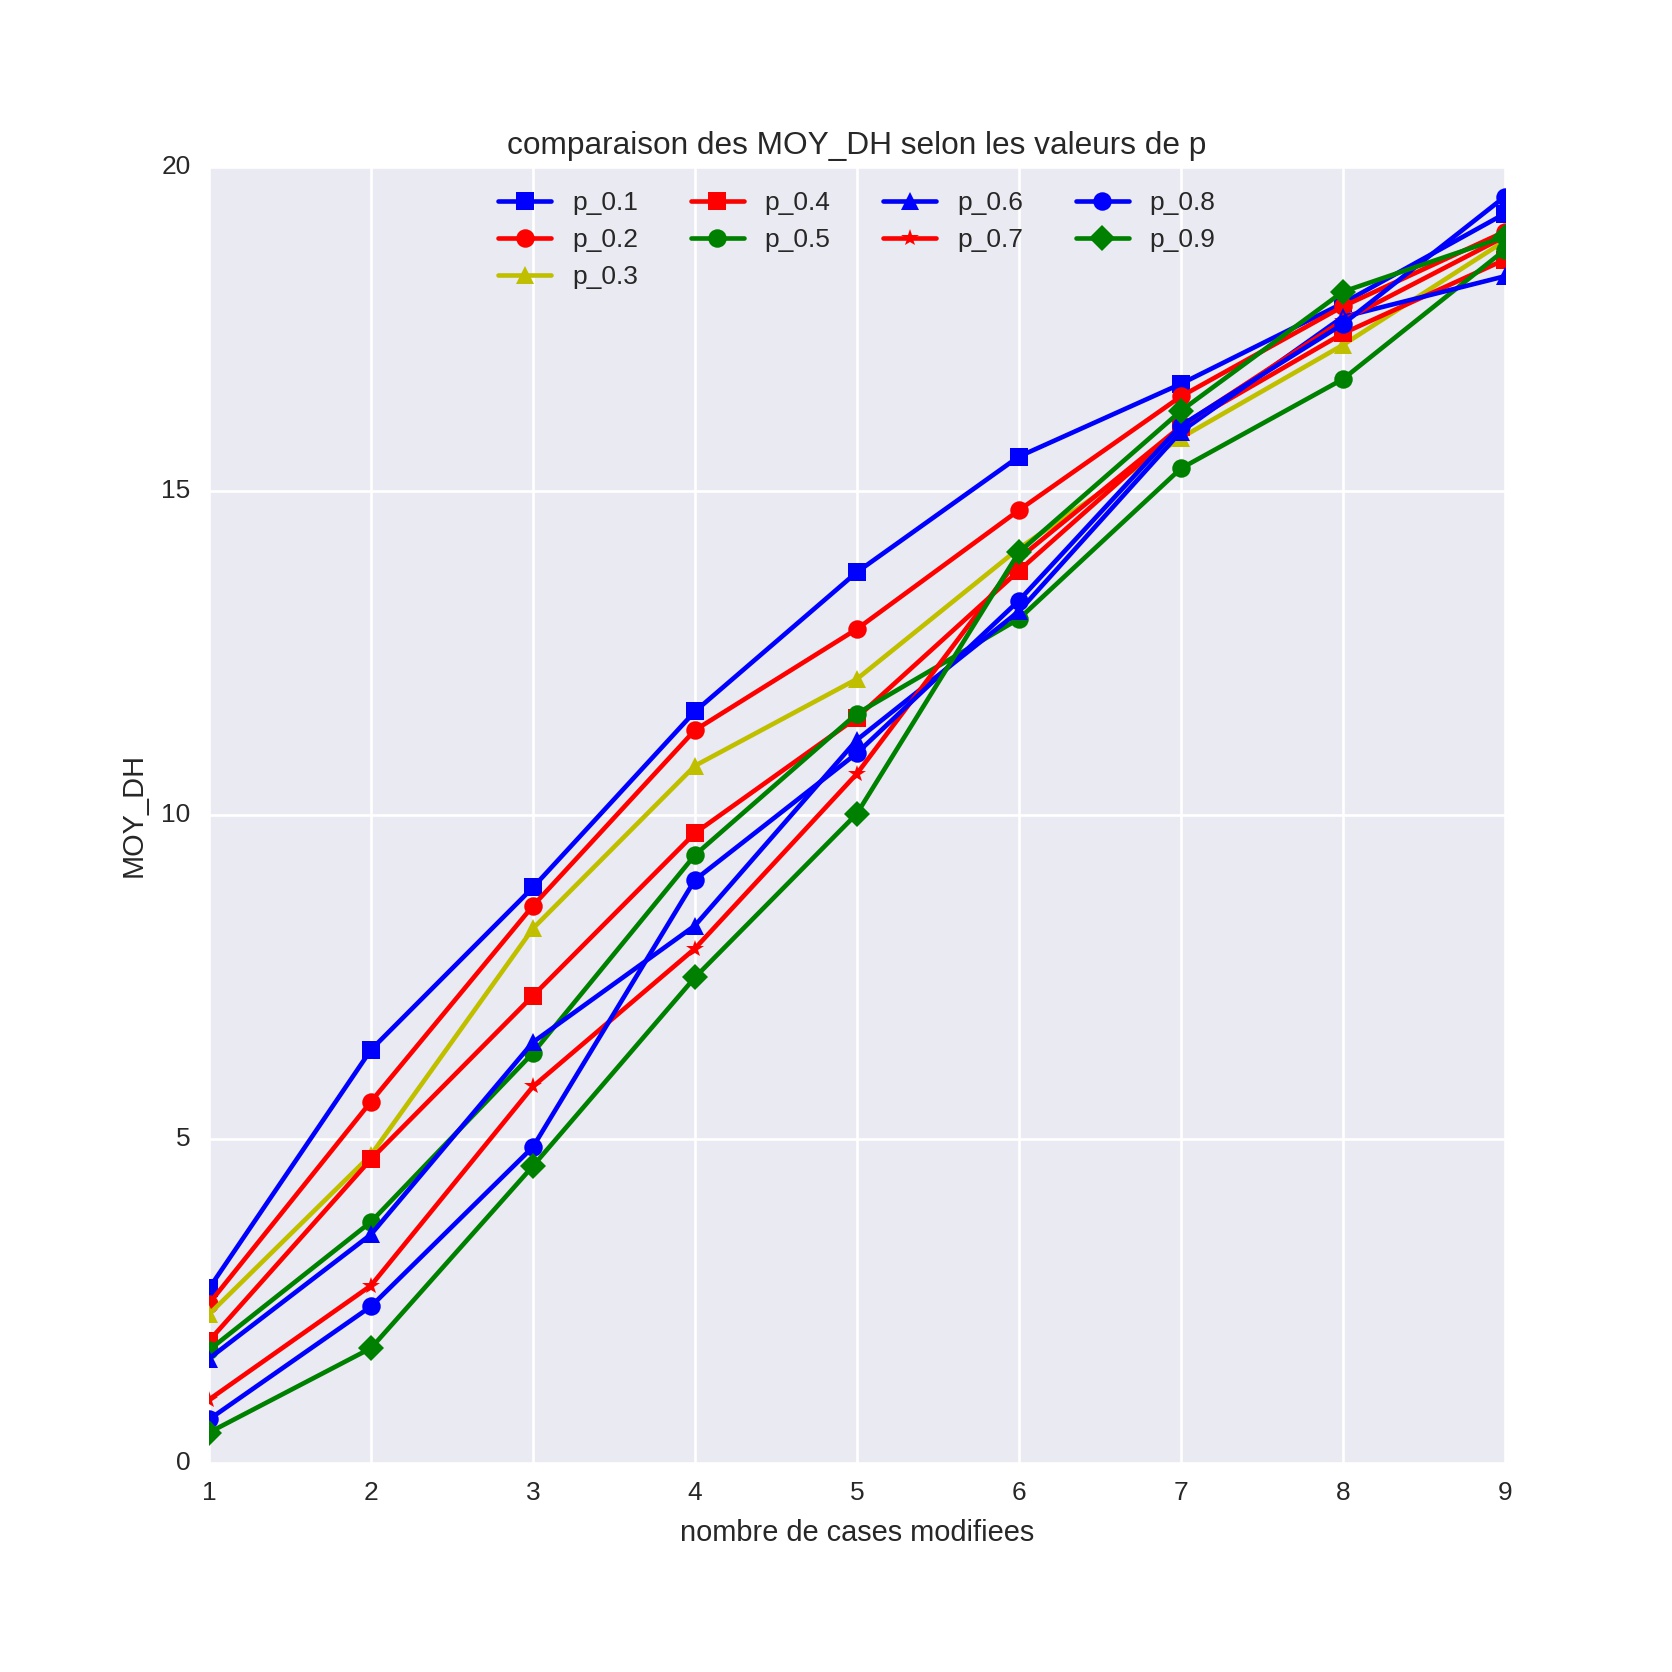 comparaison des MOY_DH selon les valeurs de p
p_0.1 p_0.4 p_0.6 p_0.8
p_0.2 p_0.5 p_0.7 p_0.9
p_0.3
20
15
10
5
0
MOY_DH
1 2 3 4 5 6 7 8 9
nombre de cases modifiees